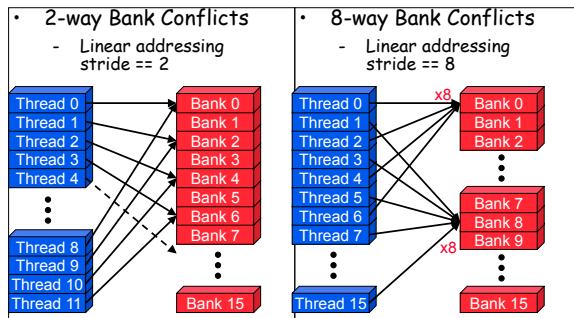 • 2-way Bank Conflicts
- Linear addressing
stride == 2
Thread 0
Thread 1
Thread 2
Thread 3
Thread 4
Thread 8
Thread 9
Thread 10
Thread 11
Bank 0
Bank 1
Bank 2
Bank 3
Bank 4
Bank 5
Bank 6
Bank 7
Bank 15
• 8-way Bank Conflicts
- Linear addressing
stride == 8
Thread 0
Thread 1
Thread 2
Thread 3
Thread 4
Thread 5
Thread 6
Thread 7
Thread 15
x8
x8
Bank 0
Bank 1
Bank 2
Bank 7
Bank 8
Bank 9
Bank 15